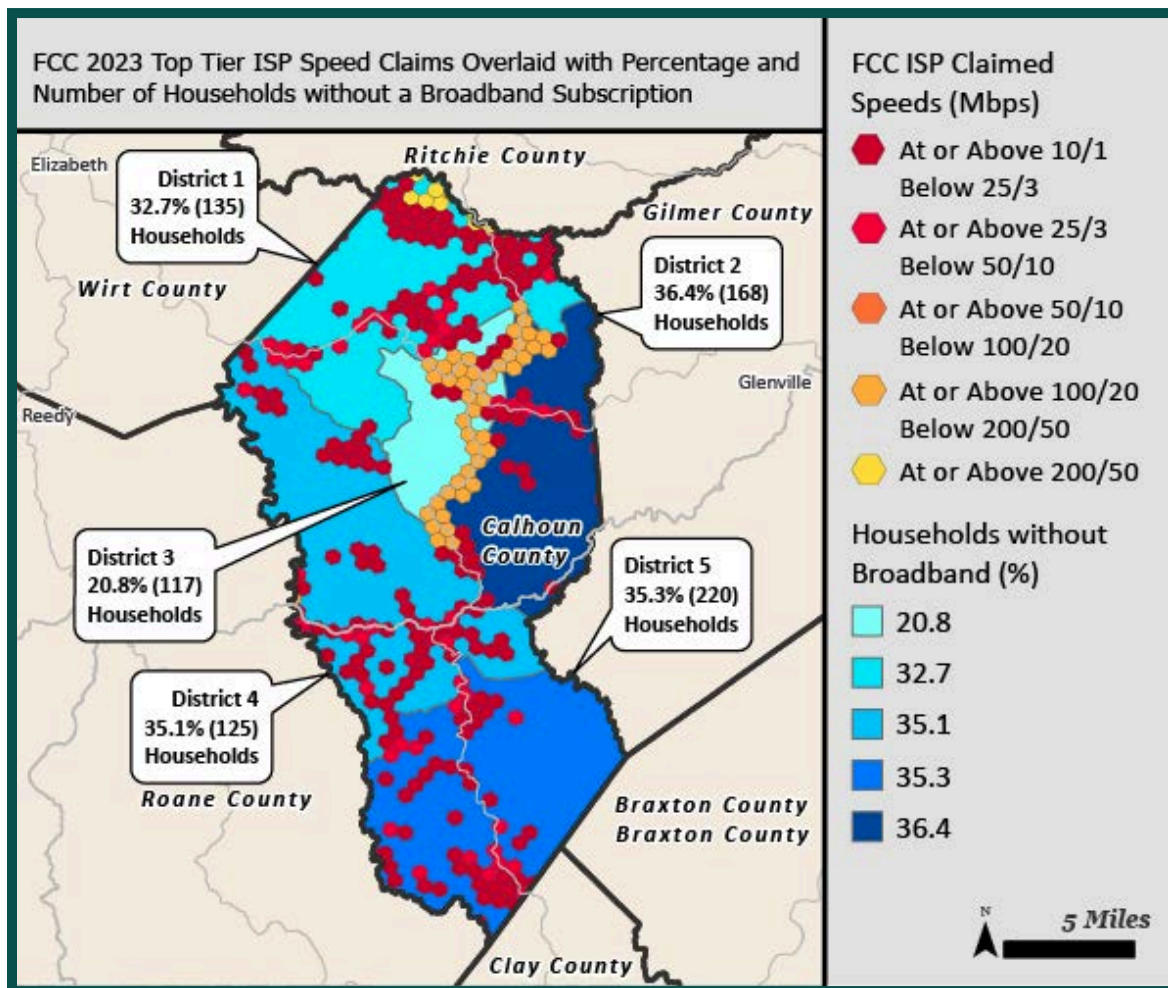 FCC 2023 Top Tier ISP Speed Claims Overlaid with Percentage and
Number of Households without a Broadband Subscription
Elizabeth
Ritchie County
District 1
32.7% (135)
Households
Gilmer County
Wirt County
District 2
36.4% (168)
Households
Glenville
Reedy
Calhoun
County
District 3
20.8% (117)
Households
District 5
35.3% (220)
Households
District 4
35.1% (125)
Households
Roane County
Braxton County
Braxton County
Clay County
FCC ISP Claimed
Speeds (Mbps)
At or Above 10/1
Below 25/3
At or Above 25/3
Below 50/10
At or Above 50/10
Below 100/20
At or Above 100/20
Below 200/50
At or Above 200/50
Households without
Broadband (%)
20.8
32.7
35.1
35.3
36.4
N
5 Miles